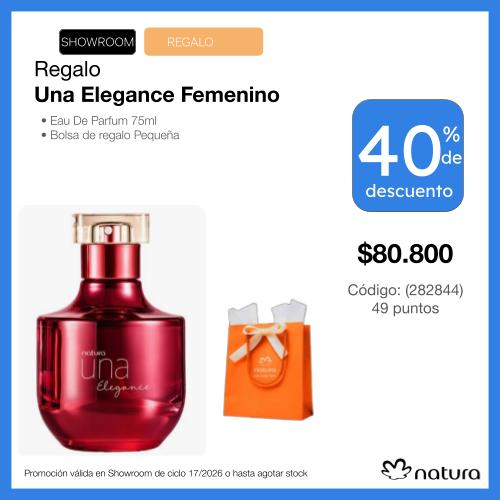 SHOWROOM
REGALO
Regalo
Una Elegance Femenino
• Eau De Parfum 75ml
• Bolsa de regalo Pequeña
40% de
descuento
$80.800
Código: (282844)
49 puntos
natura
una
Elegance
natura
Promoción válida en Showroom de ciclo 17/2026 o hasta agotar stock
natura